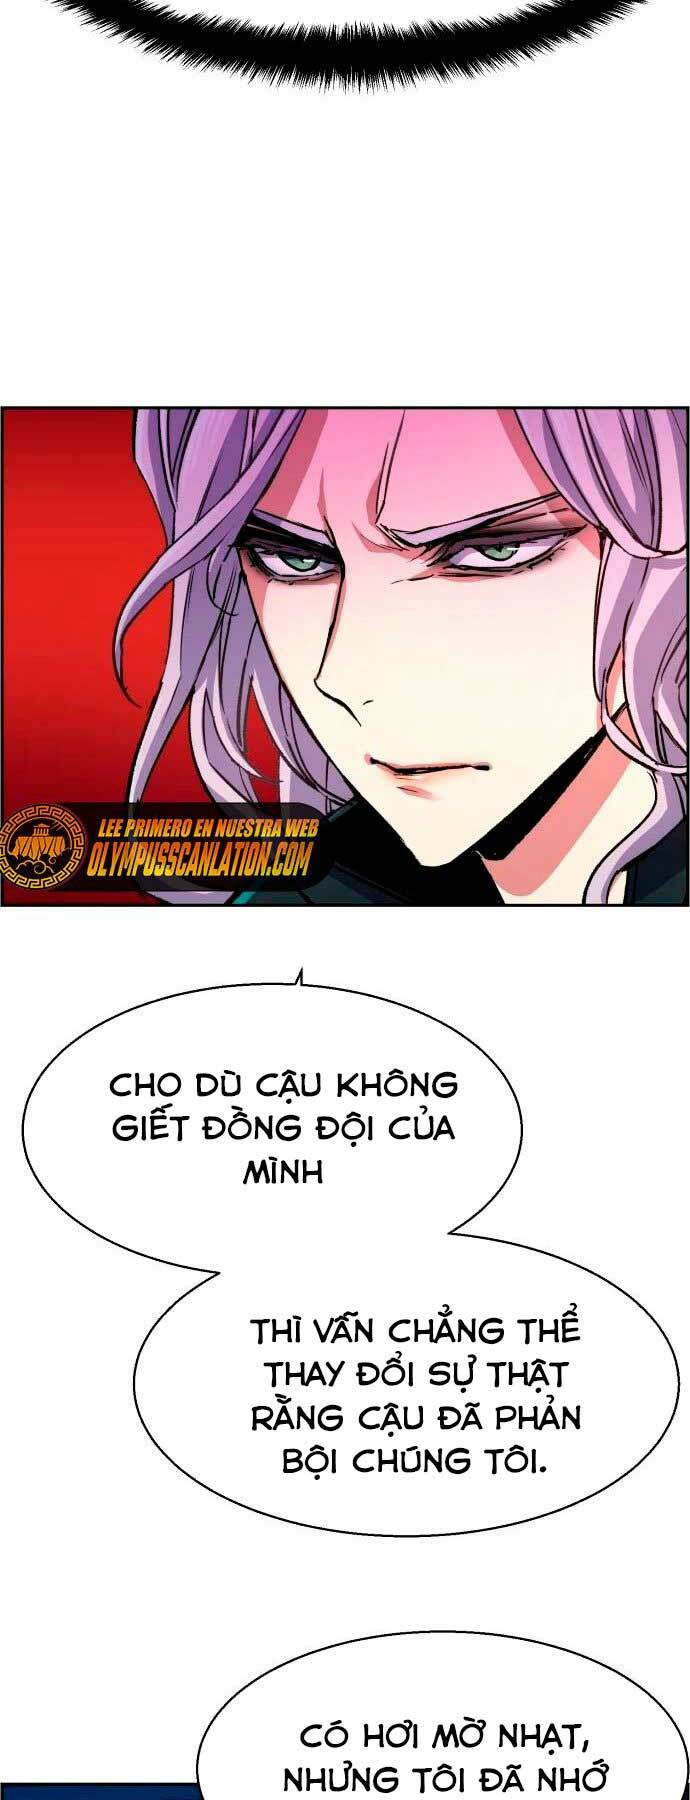 LEE PRIMERO EN NUESTRA WEB
OLYMPUSSCANLATION.COM
CHO DÙ CẬU KHÔNG
GIẾT ĐỒNG ĐỘI CỦA
MÌNH
THÌ VẪN CHẲNG THỂ
THAY ĐỔI SỰ THẬT
RẰNG CẬU ĐÃ PHẢN
BỘI CHÚNG TÔI.
CÓ HƠI MỜ NHẠT,
NHƯNG TÔI ĐÃ NHỚ